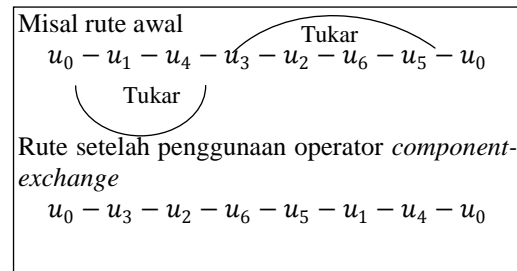 Misal rute awal
Tukar
𝑢₀ − 𝑢₁ − 𝑢₄ − 𝑢₃ − 𝑢₂ − 𝑢₆ − 𝑢₅ − 𝑢₀
Tukar
Rute setelah penggunaan operator component-
exchange
𝑢₀ − 𝑢₃ − 𝑢₂ − 𝑢₆ − 𝑢₅ − 𝑢₁ − 𝑢₄ − 𝑢₀